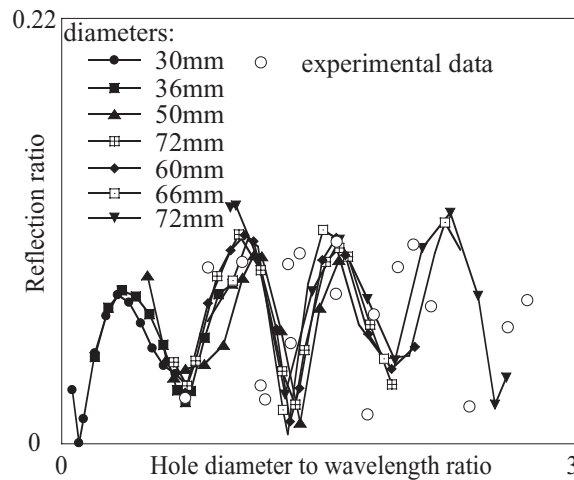 0.22
diameters:
30mm
experimental data
36mm
50mm
72mm
60mm
66mm
72mm
Reflection ratio
0
0
Hole diameter to wavelength ratio
3